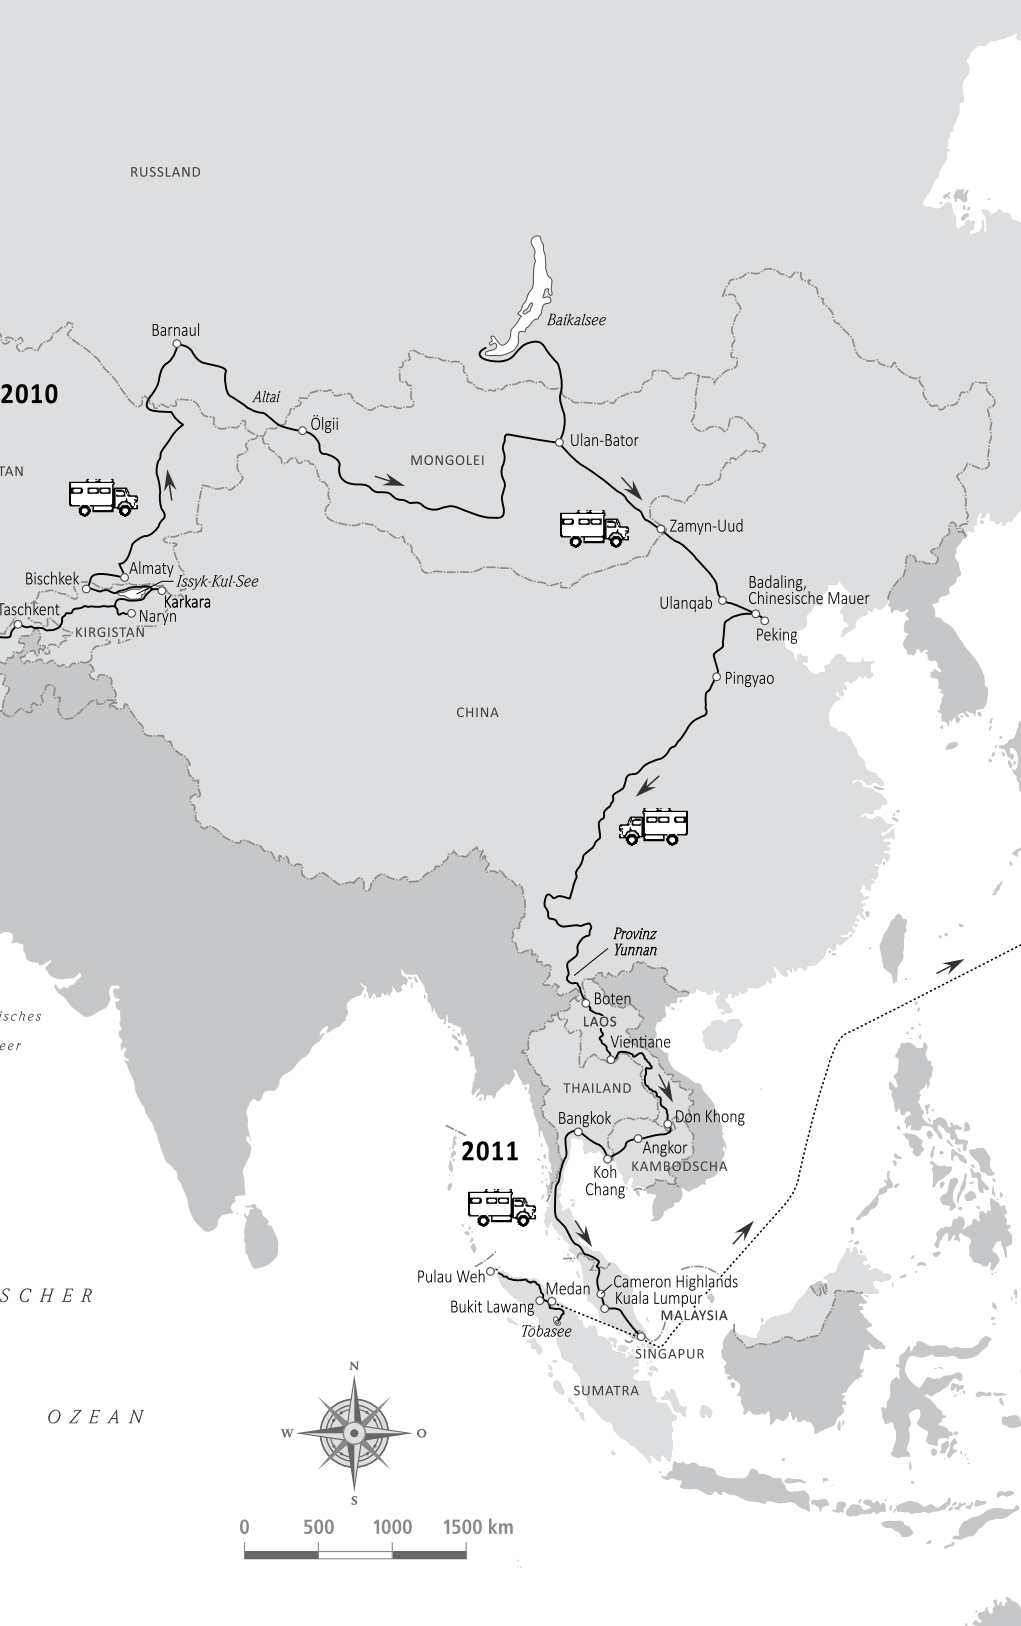 RUSSLAND
Baikalsee
Barnaul
2010
Altai
Ölgii
Ulan-Bator
MONGOLEI
TAN
Zamyn-Uud
Almaty
Bischkek
Issyk-Kul-See
Karkara
Taschkent
Naryn
KIRGISTAN
Badaling,
Chinesische Mauer
Ulanqab
Peking
Pingyao
CHINA
Provinz
Yunnan
Boten
isches
LAOS
eer
Vientiane
THAILAND
Bangkok
Don Khong
Angkor
2011
KAMBODSCHA
Koh
Chang
Pulau Weh
Cameron Highlands
Medan
Kuala Lumpur
SCHER
Bukit Lawang
MALAYSIA
Tobasee
SINGAPUR
SUMATRA
OZEAN
N
W
O
S
0 500 1000 1500 km